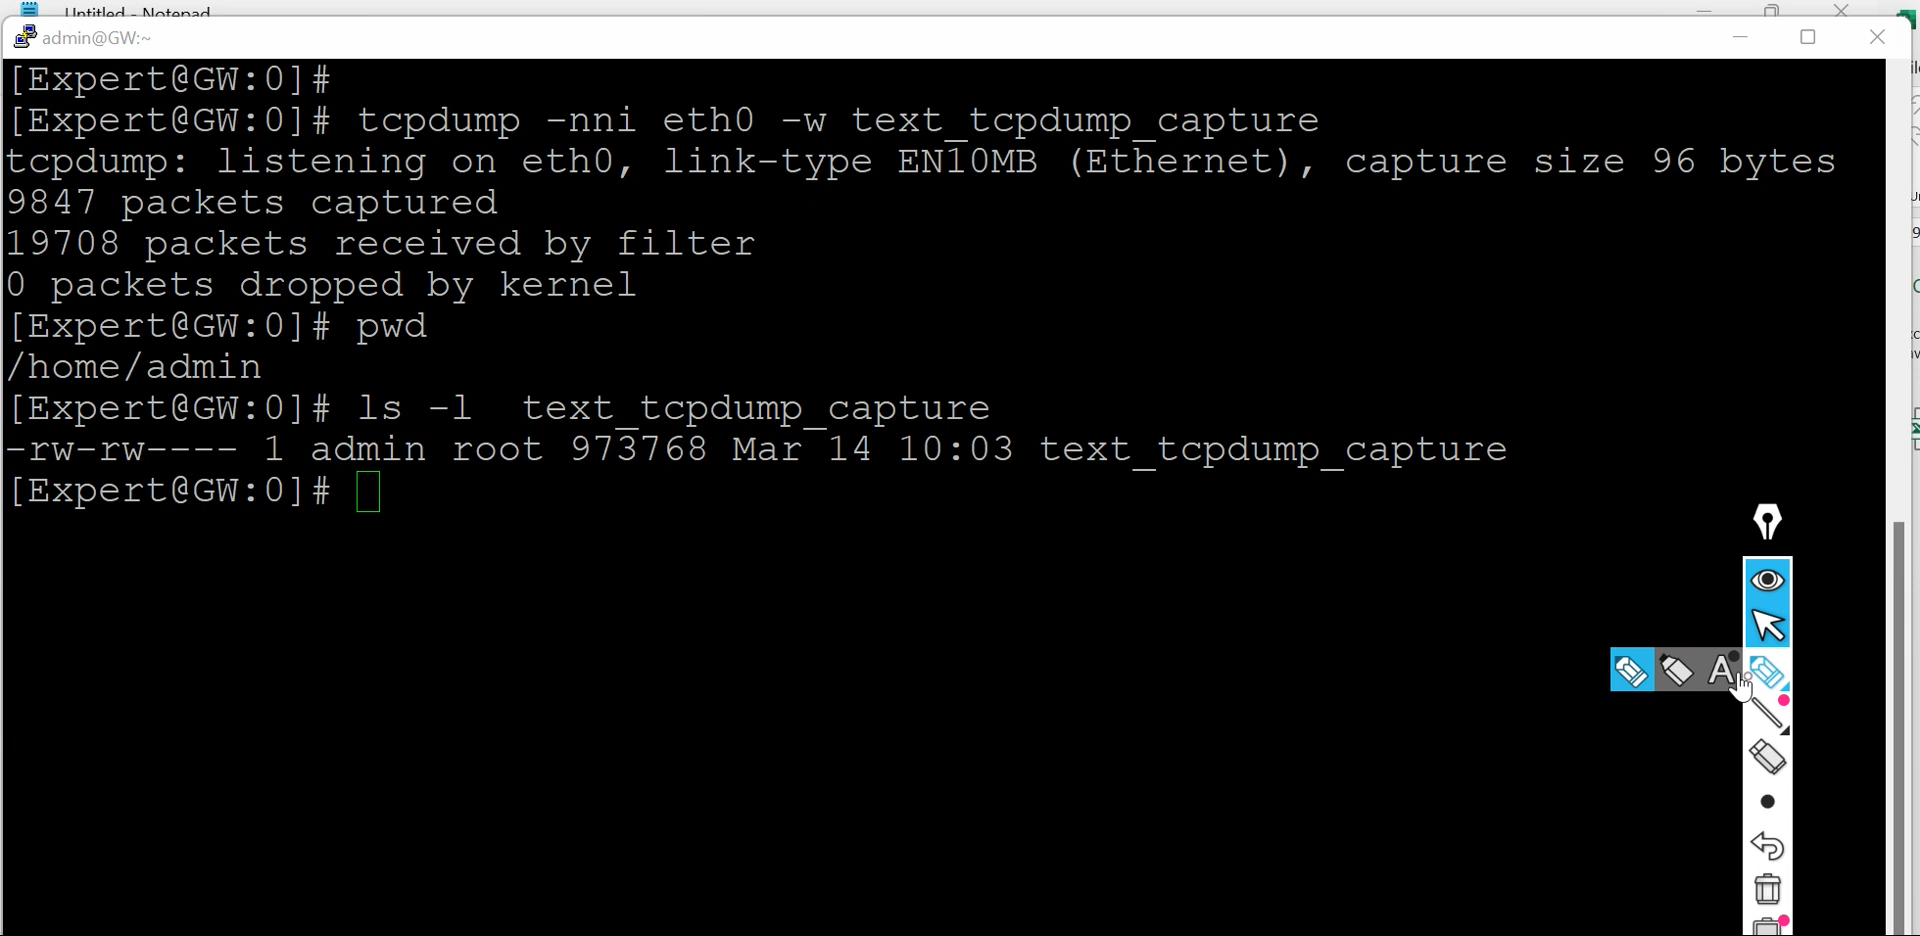 Untitled - Notepad
admin@GW:~
[Expert@GW:0]#
[Expert@GW:0]# tcpdump -nni eth0 -w text_tcpdump_capture
tcpdump: listening on eth0, link-type EN10MB (Ethernet), capture size 96 bytes
9847 packets captured
19708 packets received by filter
0 packets dropped by kernel
[Expert@GW:0]# pwd
/home/admin
[Expert@GW:0]# ls -l  text_tcpdump_capture
-rw-rw---- 1 admin root 973768 Mar 14 10:03 text_tcpdump_capture
[Expert@GW:0]#
A